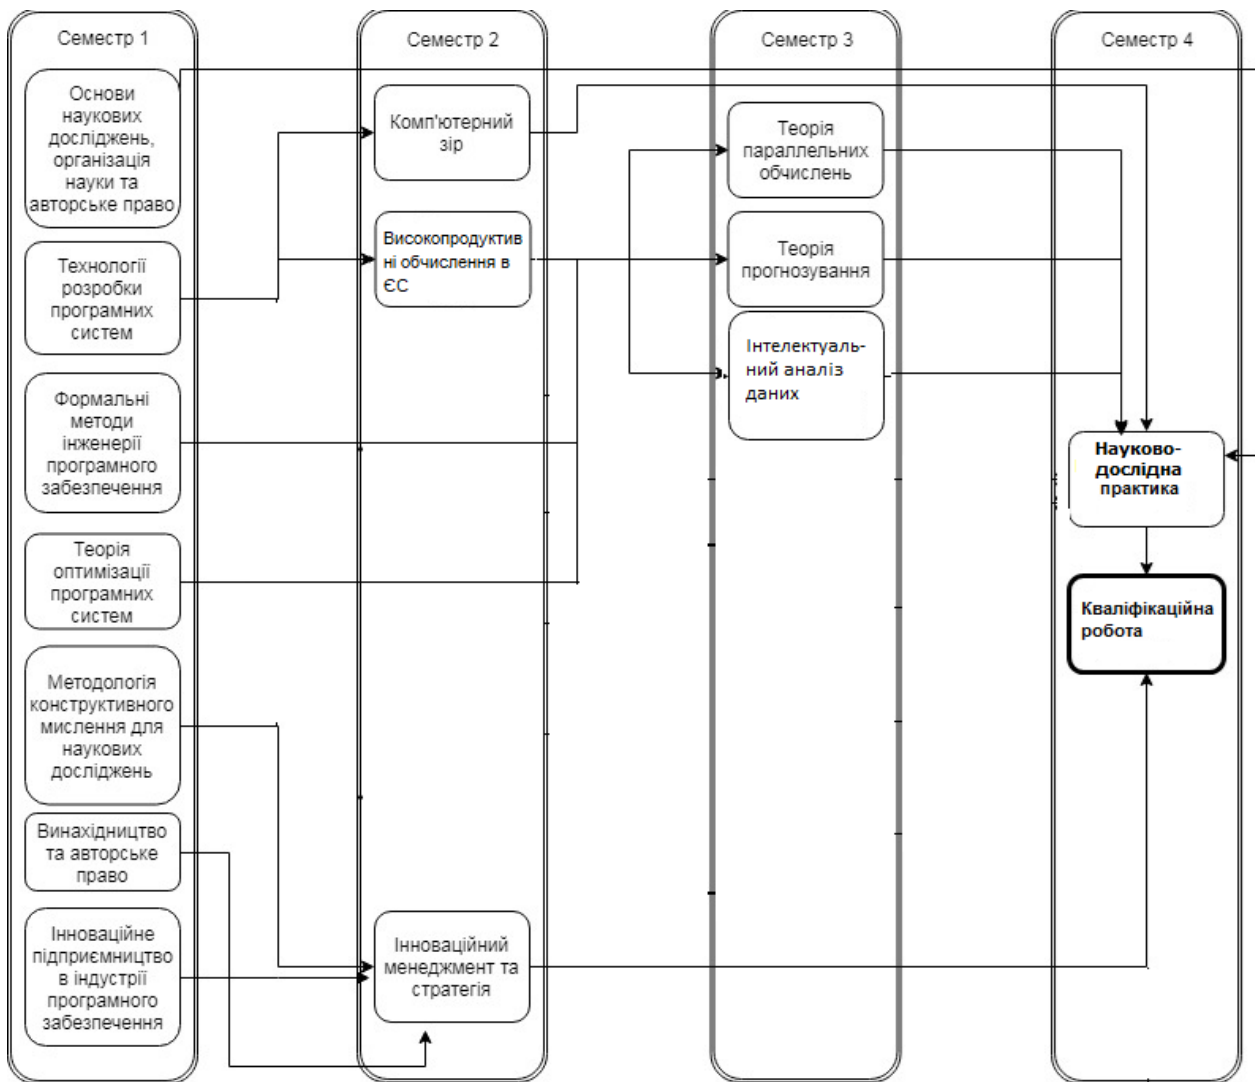 Семестр 1
Основи
наукових
досліджень,
організація
науки та
авторське право
Технології
розробки
програмних
систем
Формальні
методи
інженерії
програмного
забезпечення
Теорія
оптимізації
програмних
систем
Методологія
конструктивного
мислення для
наукових
досліджень
Винахідництво
та авторське
право
Інноваційне
підприємництво
в індустрії
програмного
забезпечення
Семестр 2
Комп'ютерний
зір
Високопродуктив
ні обчислення в
ЄС
Інноваційний
менеджмент та
стратегія
Семестр 3
Теорія
параллельних
обчислень
Теорія
прогнозування
Інтелектуаль-
ний аналіз
даних
Семестр 4
Науково-
дослідна
практика
Кваліфікаційна
робота